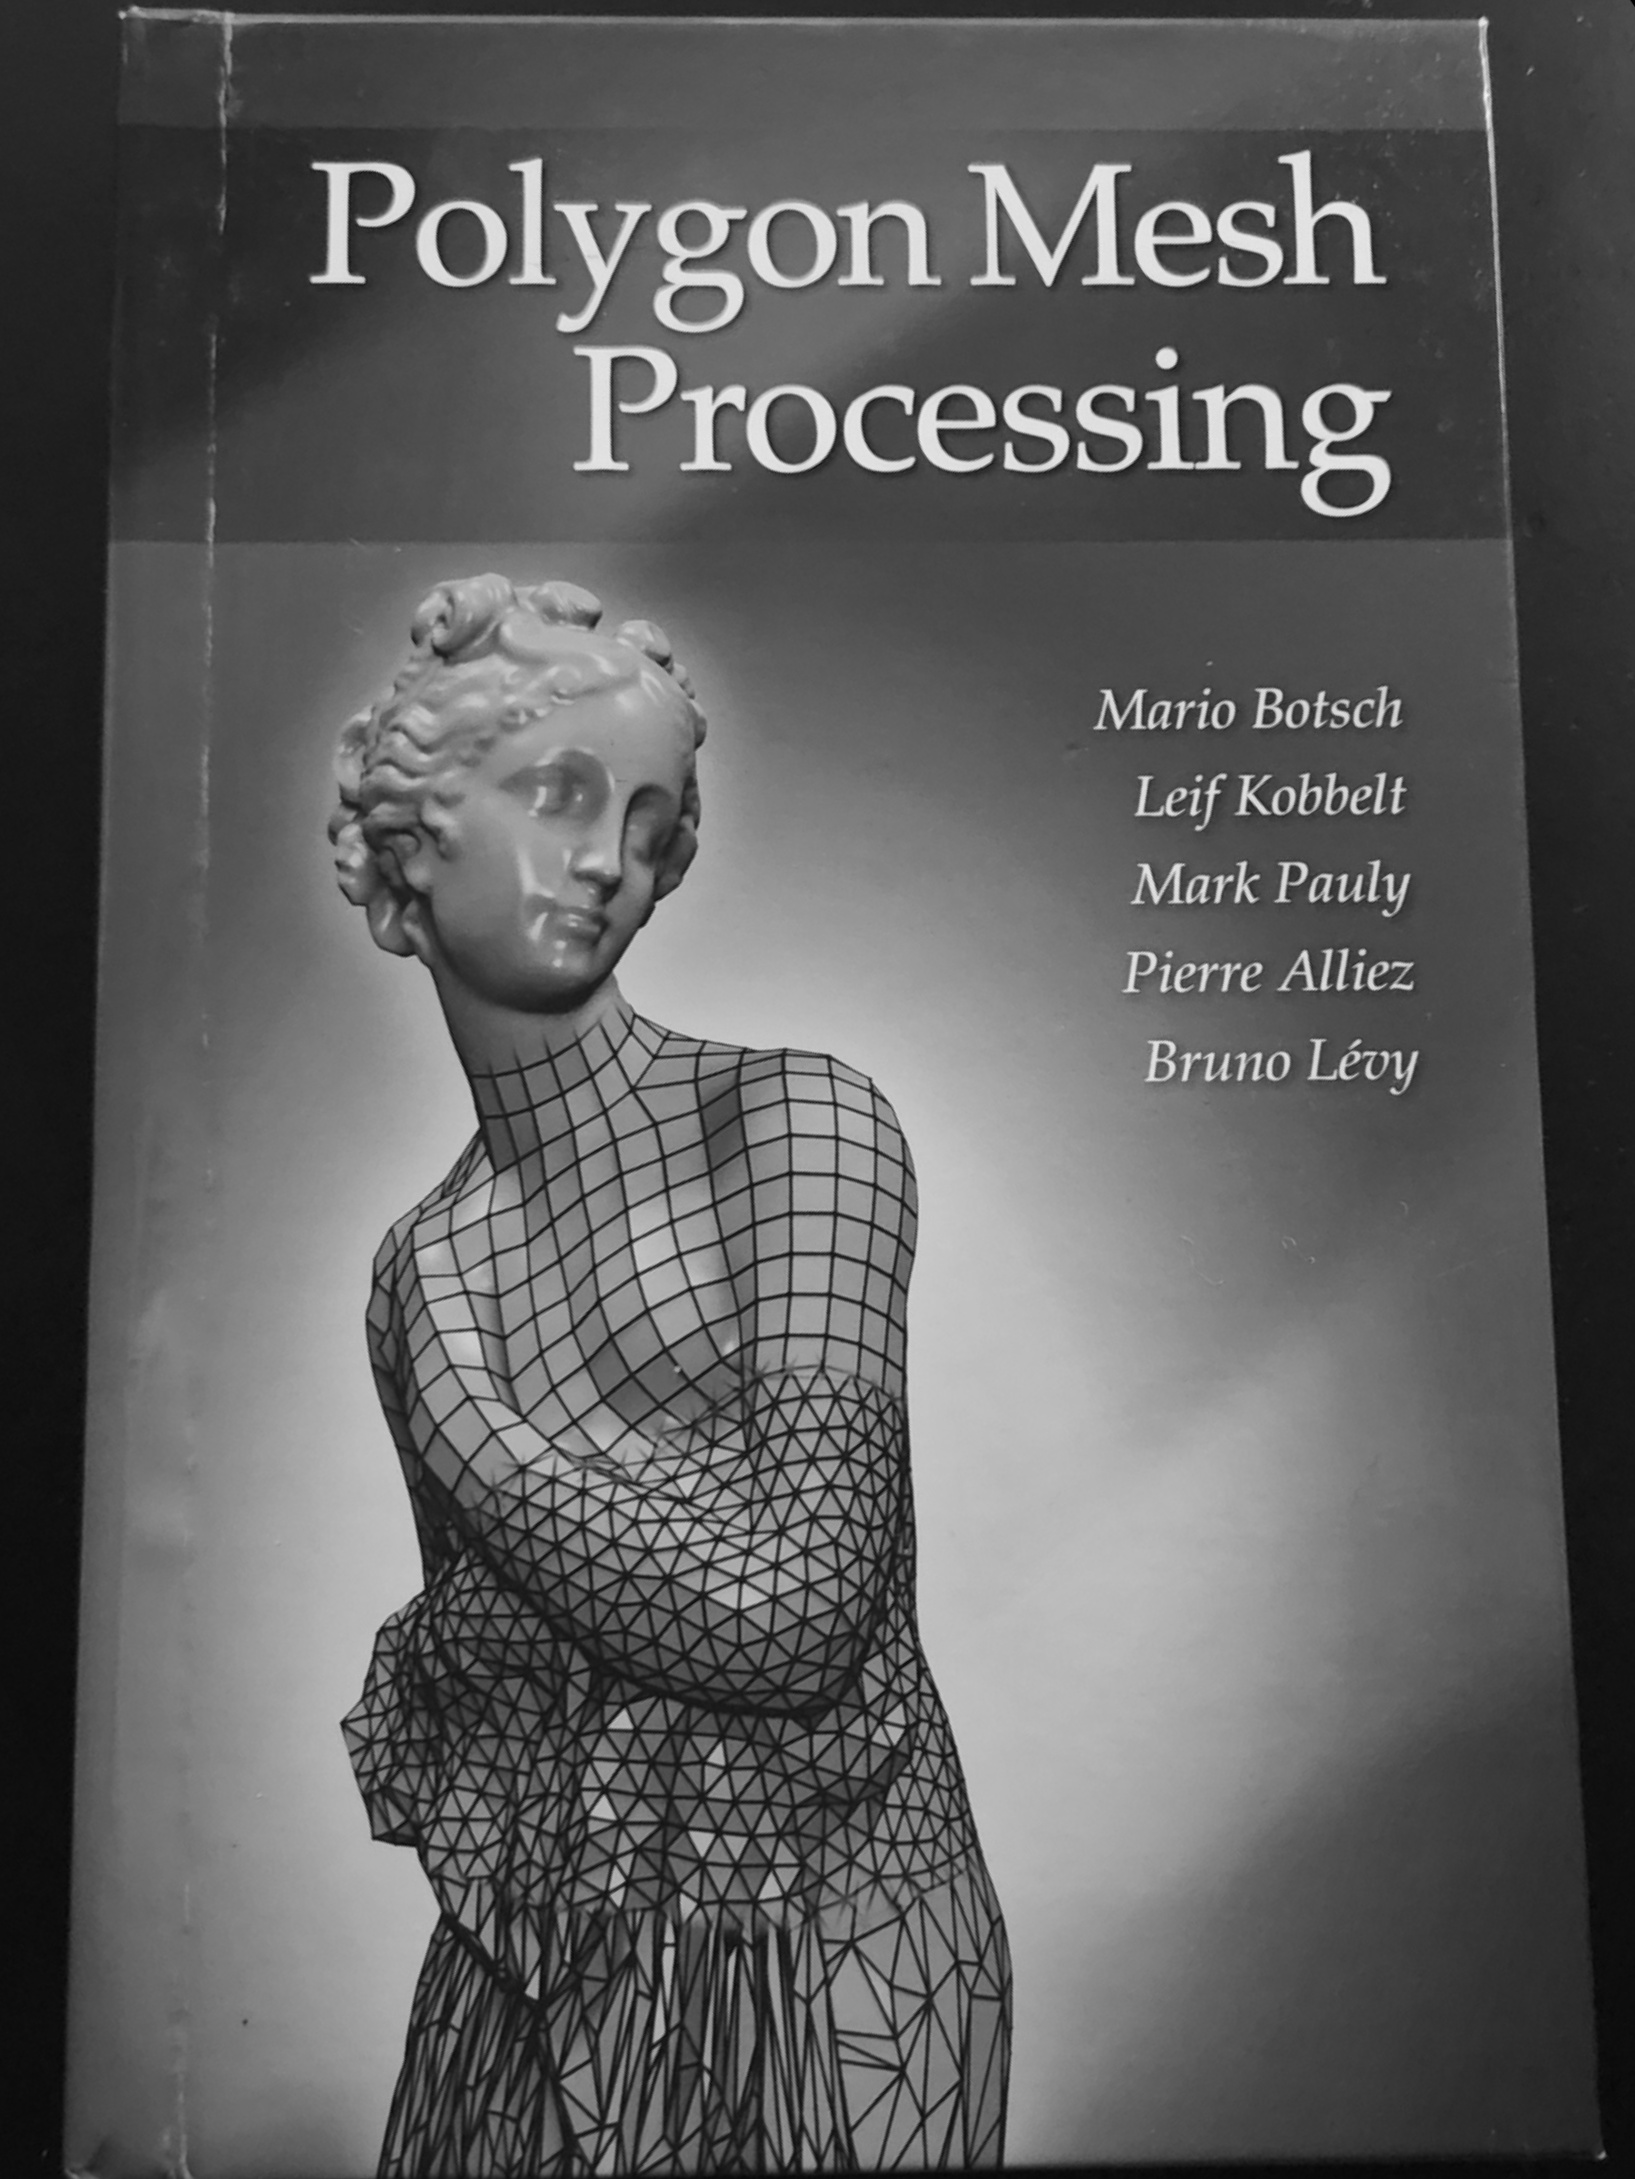 Polygon Mesh
Processing
Mario Botsch
Leif Kobbelt
Mark Pauly
Pierre Alliez
Bruno Lévy